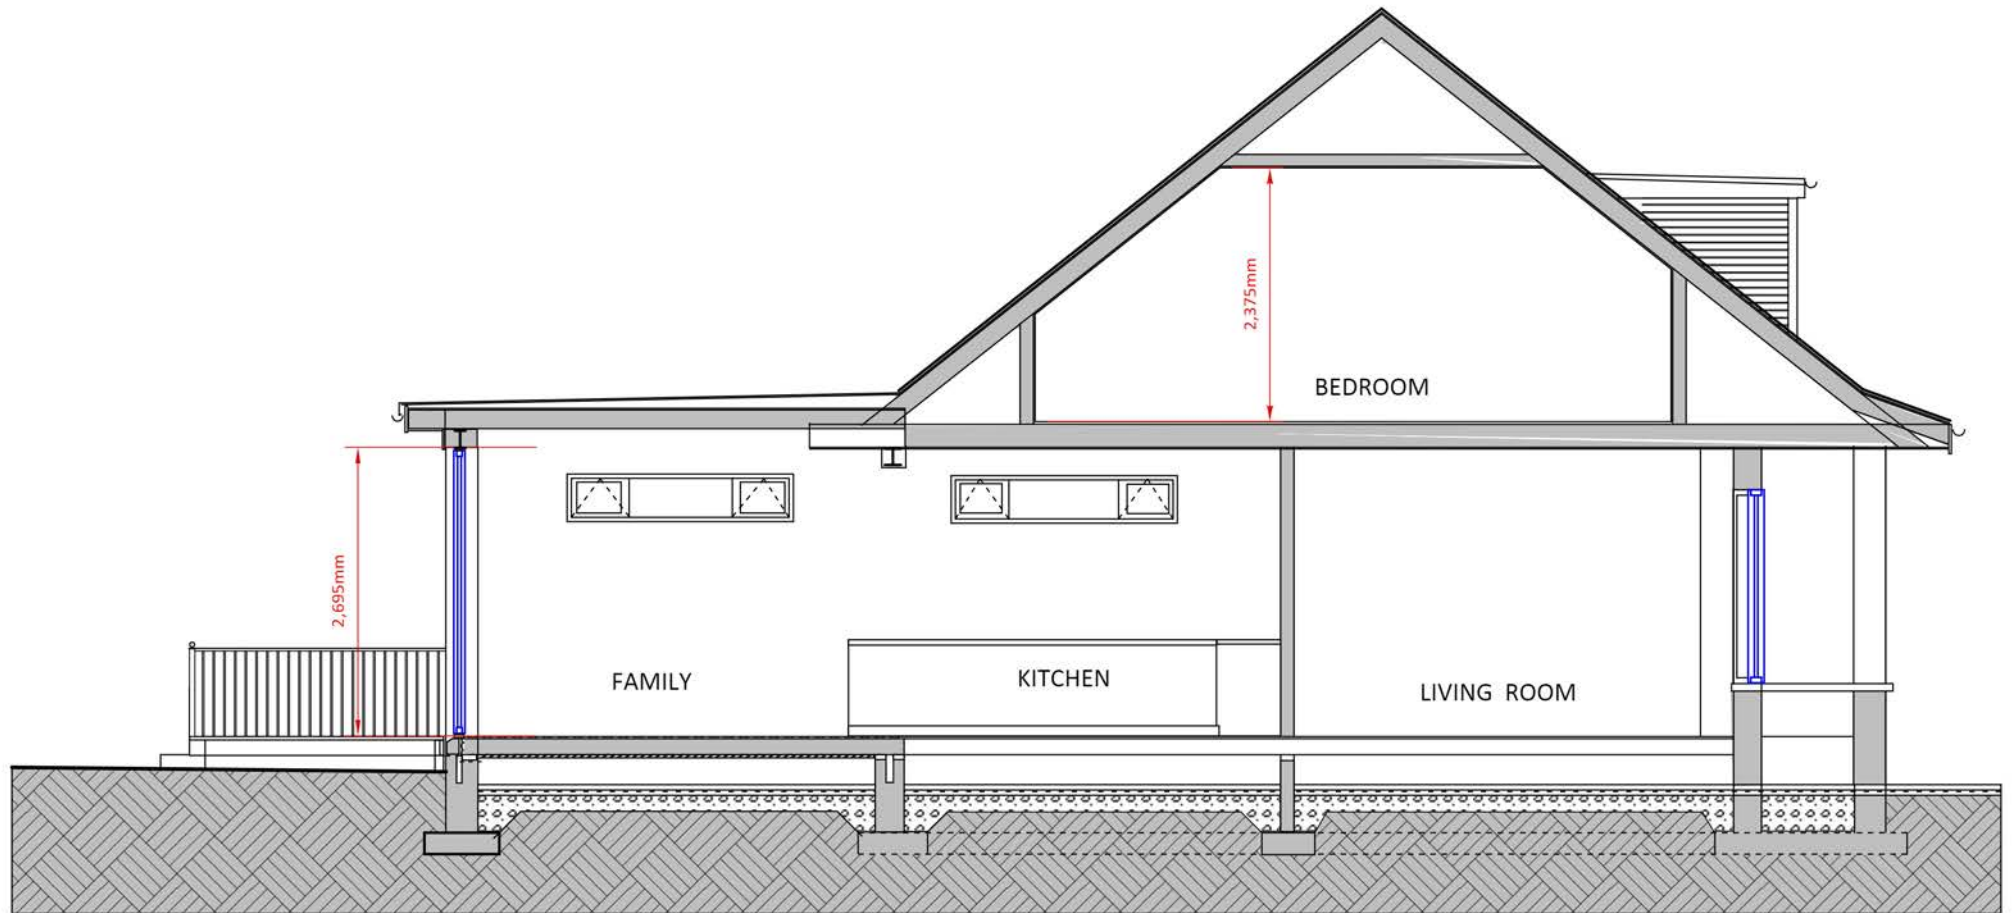 2,375mm
BEDROOM
2,695mm
FAMILY
KITCHEN
LIVING ROOM